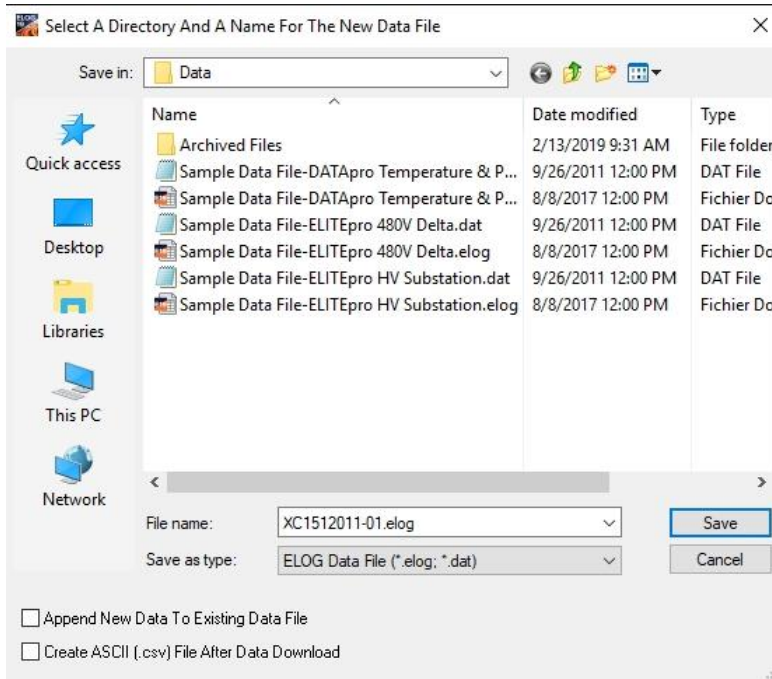 Select A Directory And A Name For The New Data File
Save in: Data
Name Date modified Type
Archived Files 2/13/2019 9:31 AM File folder
Sample Data File-DATApro Temperature & P... 9/26/2011 12:00 PM DAT File
Sample Data File-DATApro Temperature & P... 8/8/2017 12:00 PM Fichier Do
Sample Data File-ELITEpro 480V Delta.dat 9/26/2011 12:00 PM DAT File
Sample Data File-ELITEpro 480V Delta.elog 8/8/2017 12:00 PM Fichier Do
Sample Data File-ELITEpro HV Substation.dat 9/26/2011 12:00 PM DAT File
Sample Data File-ELITEpro HV Substation.elog 8/8/2017 12:00 PM Fichier Do
Quick access
Desktop
Libraries
This PC
Network
File name: XC1512011-01.elog Save
Save as type: ELOG Data File (*.elog; *.dat) Cancel
Append New Data To Existing Data File
Create ASCII (.csv) File After Data Download